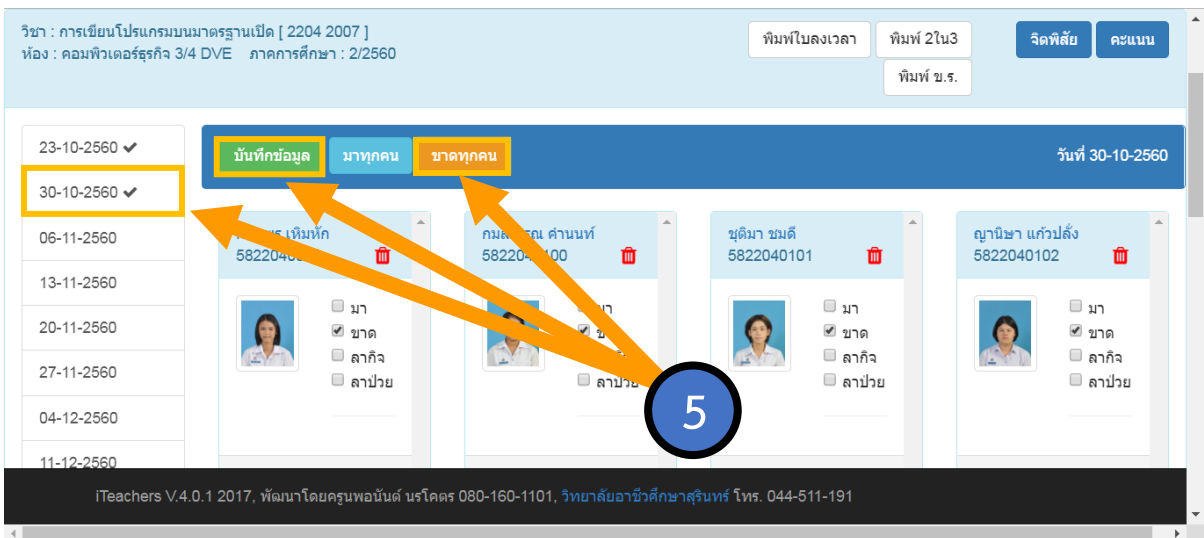 วิชา : การเขียนโปรแกรมบนมาตรฐานเปิด [ 2204 2007 ]
ห้อง : คอมพิวเตอร์ธุรกิจ 3/4 DVE ภาคการศึกษา : 2/2560
พิมพ์ใบลงเวลา พิมพ์ 2ใน3 จิตพิสัย คะแนน
พิมพ์ ข.ร.
23-10-2560 ✔
30-10-2560 ✔
06-11-2560
13-11-2560
20-11-2560
27-11-2560
04-12-2560
11-12-2560
บันทึกข้อมูล มาทุกคน ขาดทุกคน วันที่ 30-10-2560
เหิมหัก
มา
ขาด
ลากิจ
ลาป่วย
คำนนท์
มา
ลาป่วย
ชุติมา ชมดี
5822040101
มา
ขาด
ลากิจ
ลาป่วย
ญานิษา แก้วปลั่ง
5822040102
มา
ขาด
ลากิจ
ลาป่วย
5
iTeachers V.4.0.1 2017, พัฒนาโดยครูนพอนันต์ นรโคตร 080-160-1101, วิทยาลัยอาชีวศึกษาสุรินทร์ โทร. 044-511-191